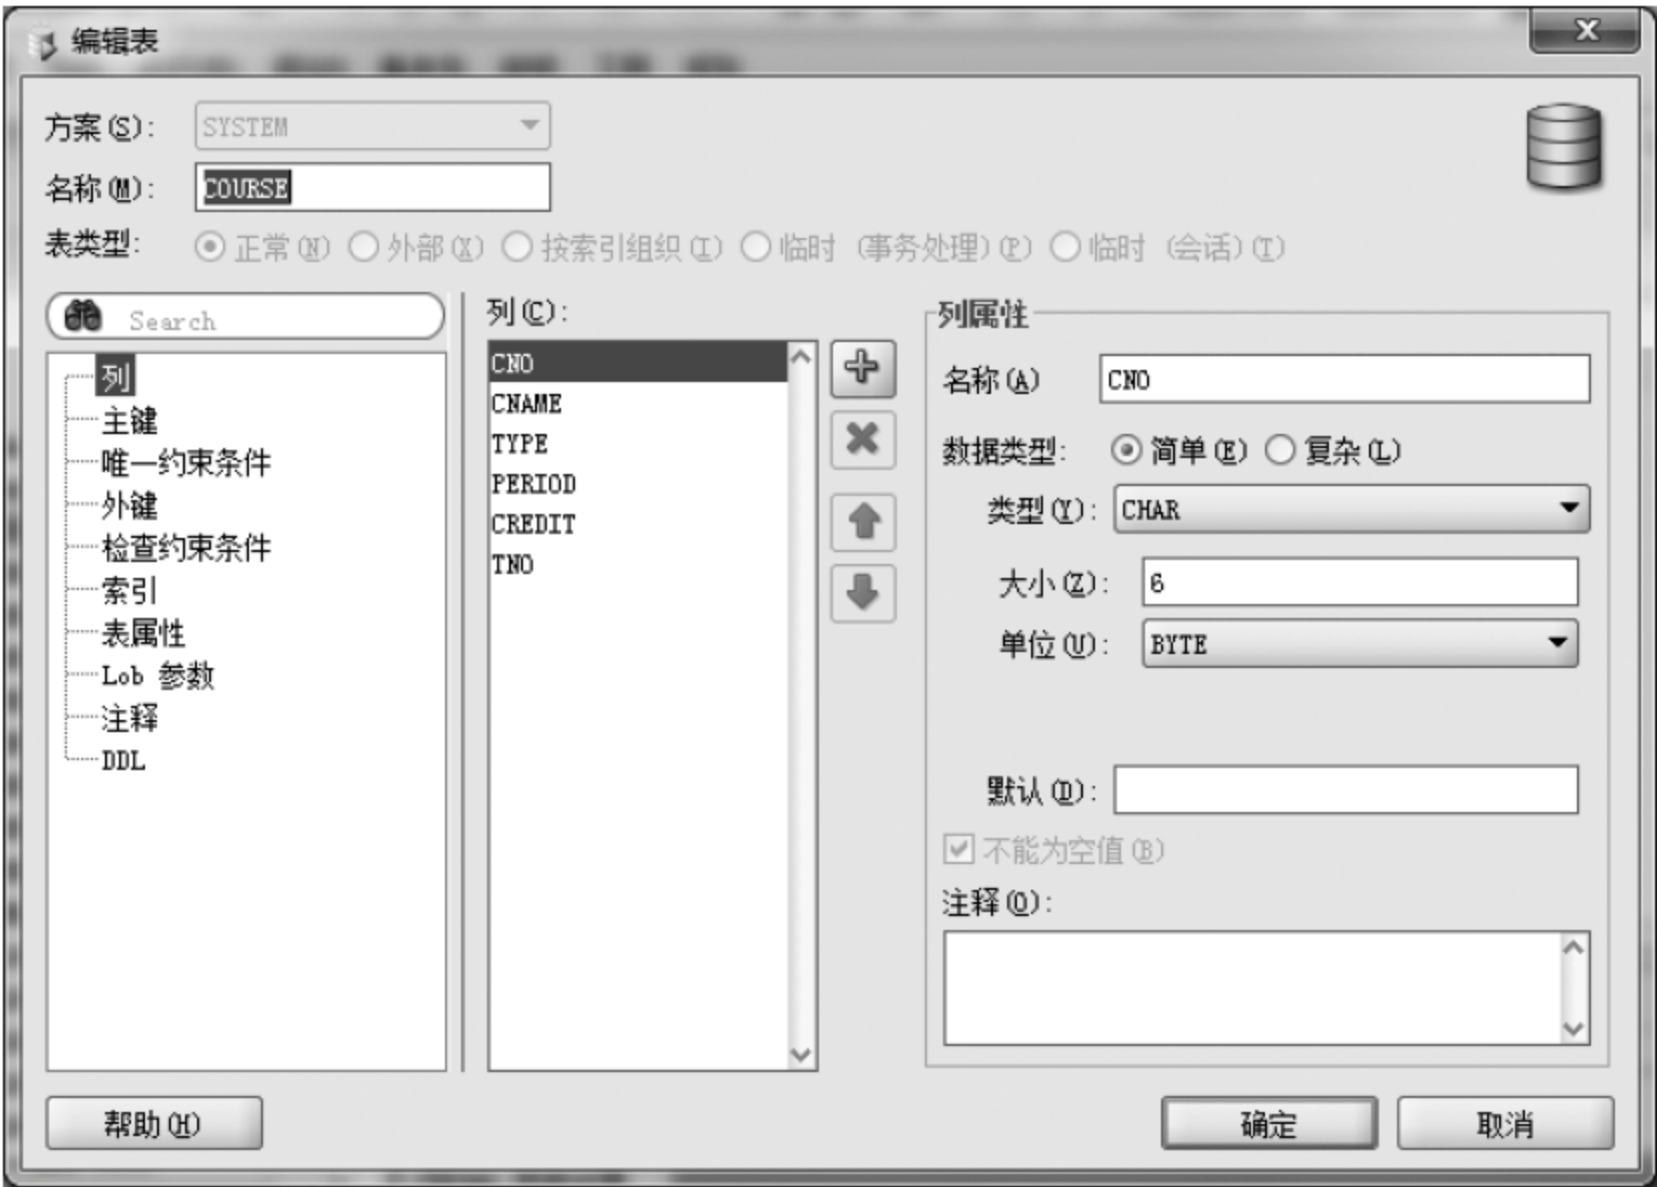 编辑表
方案(S): SYSTEM
名称(M): COURSE
表类型: 正常(N) 外部(X) 按索引组织(I) 临时 (事务处理)(P) 临时 (会话)(T)
Search
列
主键
唯一约束条件
外键
检查约束条件
索引
表属性
Lob 参数
注释
DDL
列(C):
CNO
CNAME
TYPE
PERIOD
CREDIT
TNO
列属性
名称(A) CNO
数据类型: 简单(E) 复杂(L)
类型(Y): CHAR
大小(Z): 6
单位(U): BYTE
默认(D):
不能为空值(B)
注释(O):
帮助(H) 确定 取消